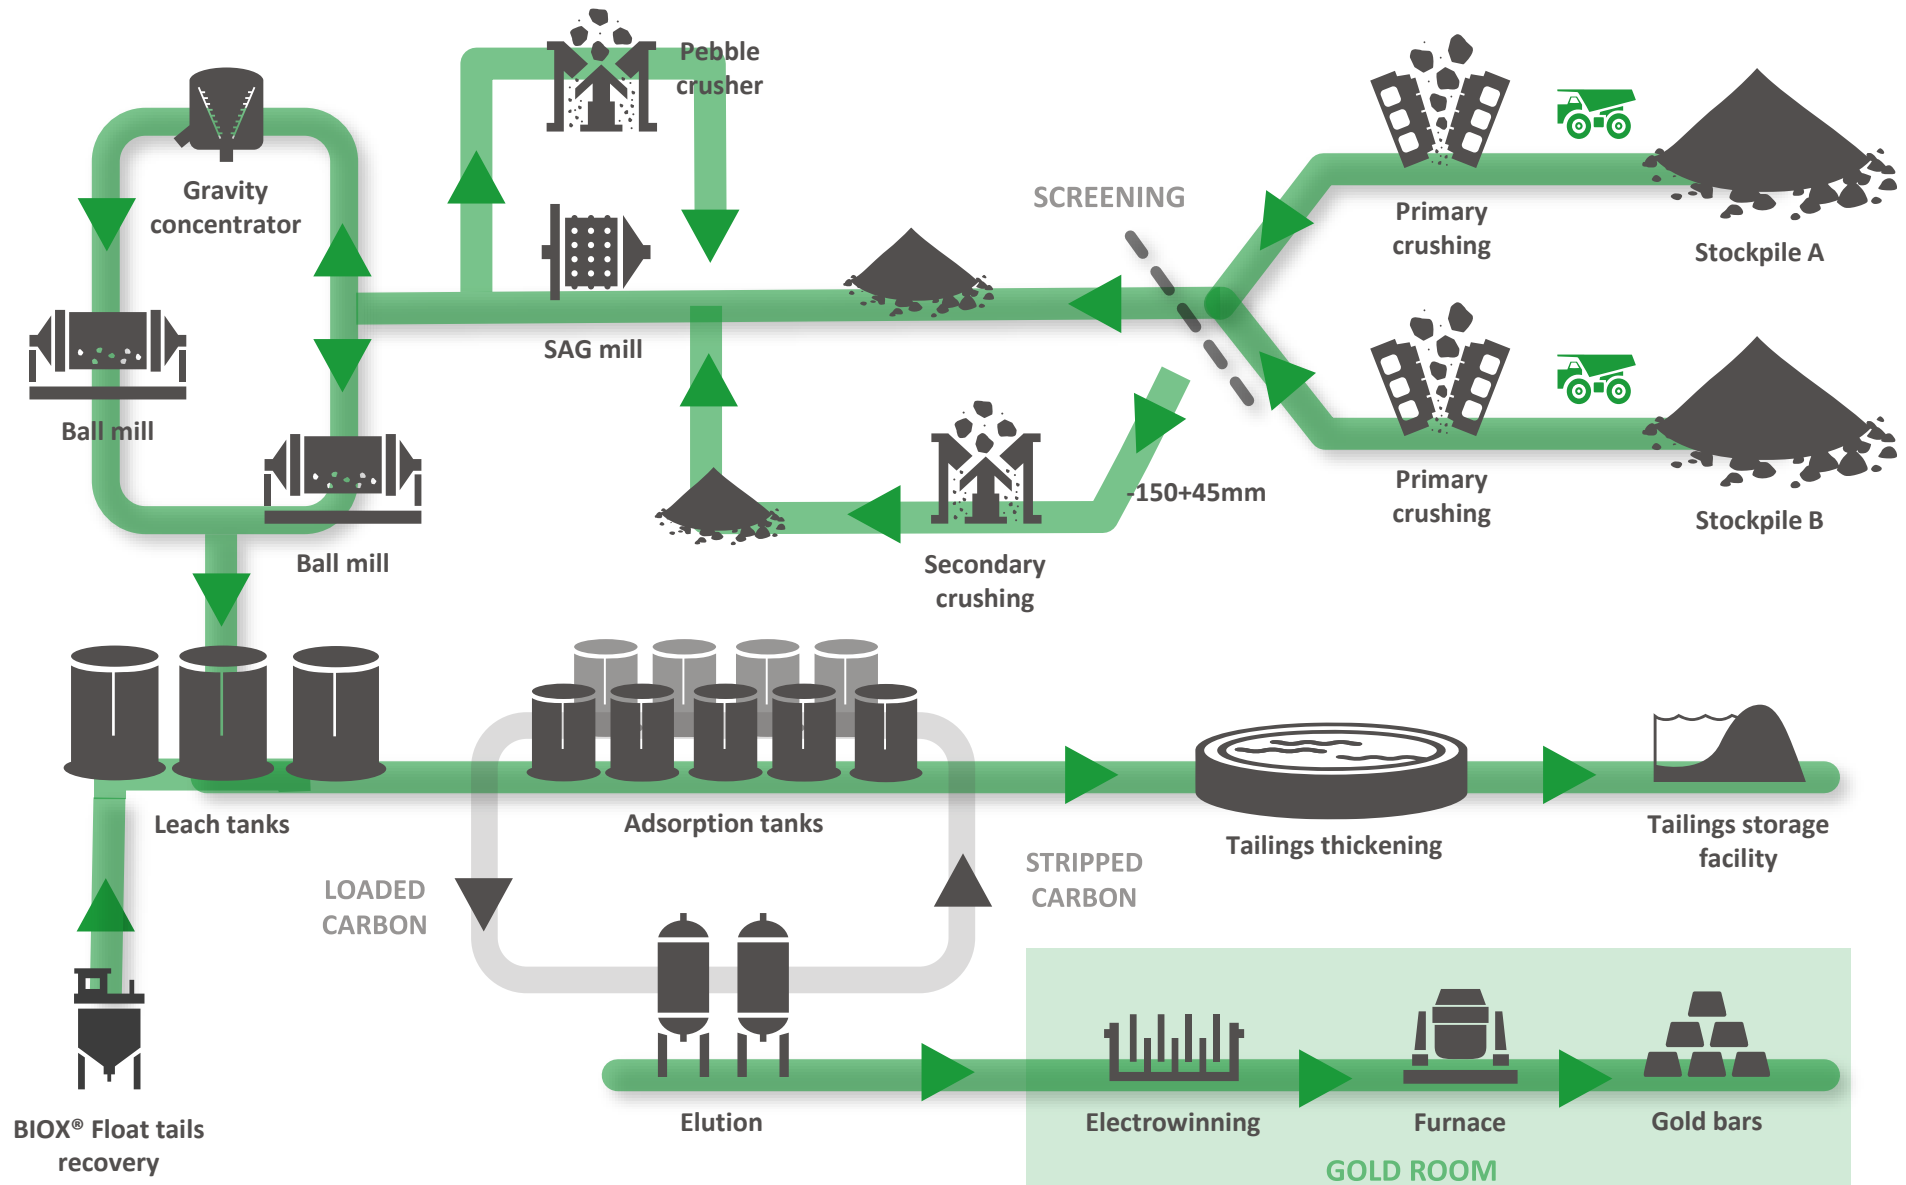 Pebble
crusher
Gravity
concentrator
SCREENING
Primary
crushing
Stockpile A
SAG mill
Ball mill
Ball mill
-150+45mm
Secondary
crushing
Primary
crushing
Stockpile B
Leach tanks
Adsorption tanks
Tailings thickening
Tailings storage
facility
LOADED
CARBON
STRIPPED
CARBON
BIOX® Float tails
recovery
Elution
Electrowinning
Furnace
Gold bars
GOLD ROOM